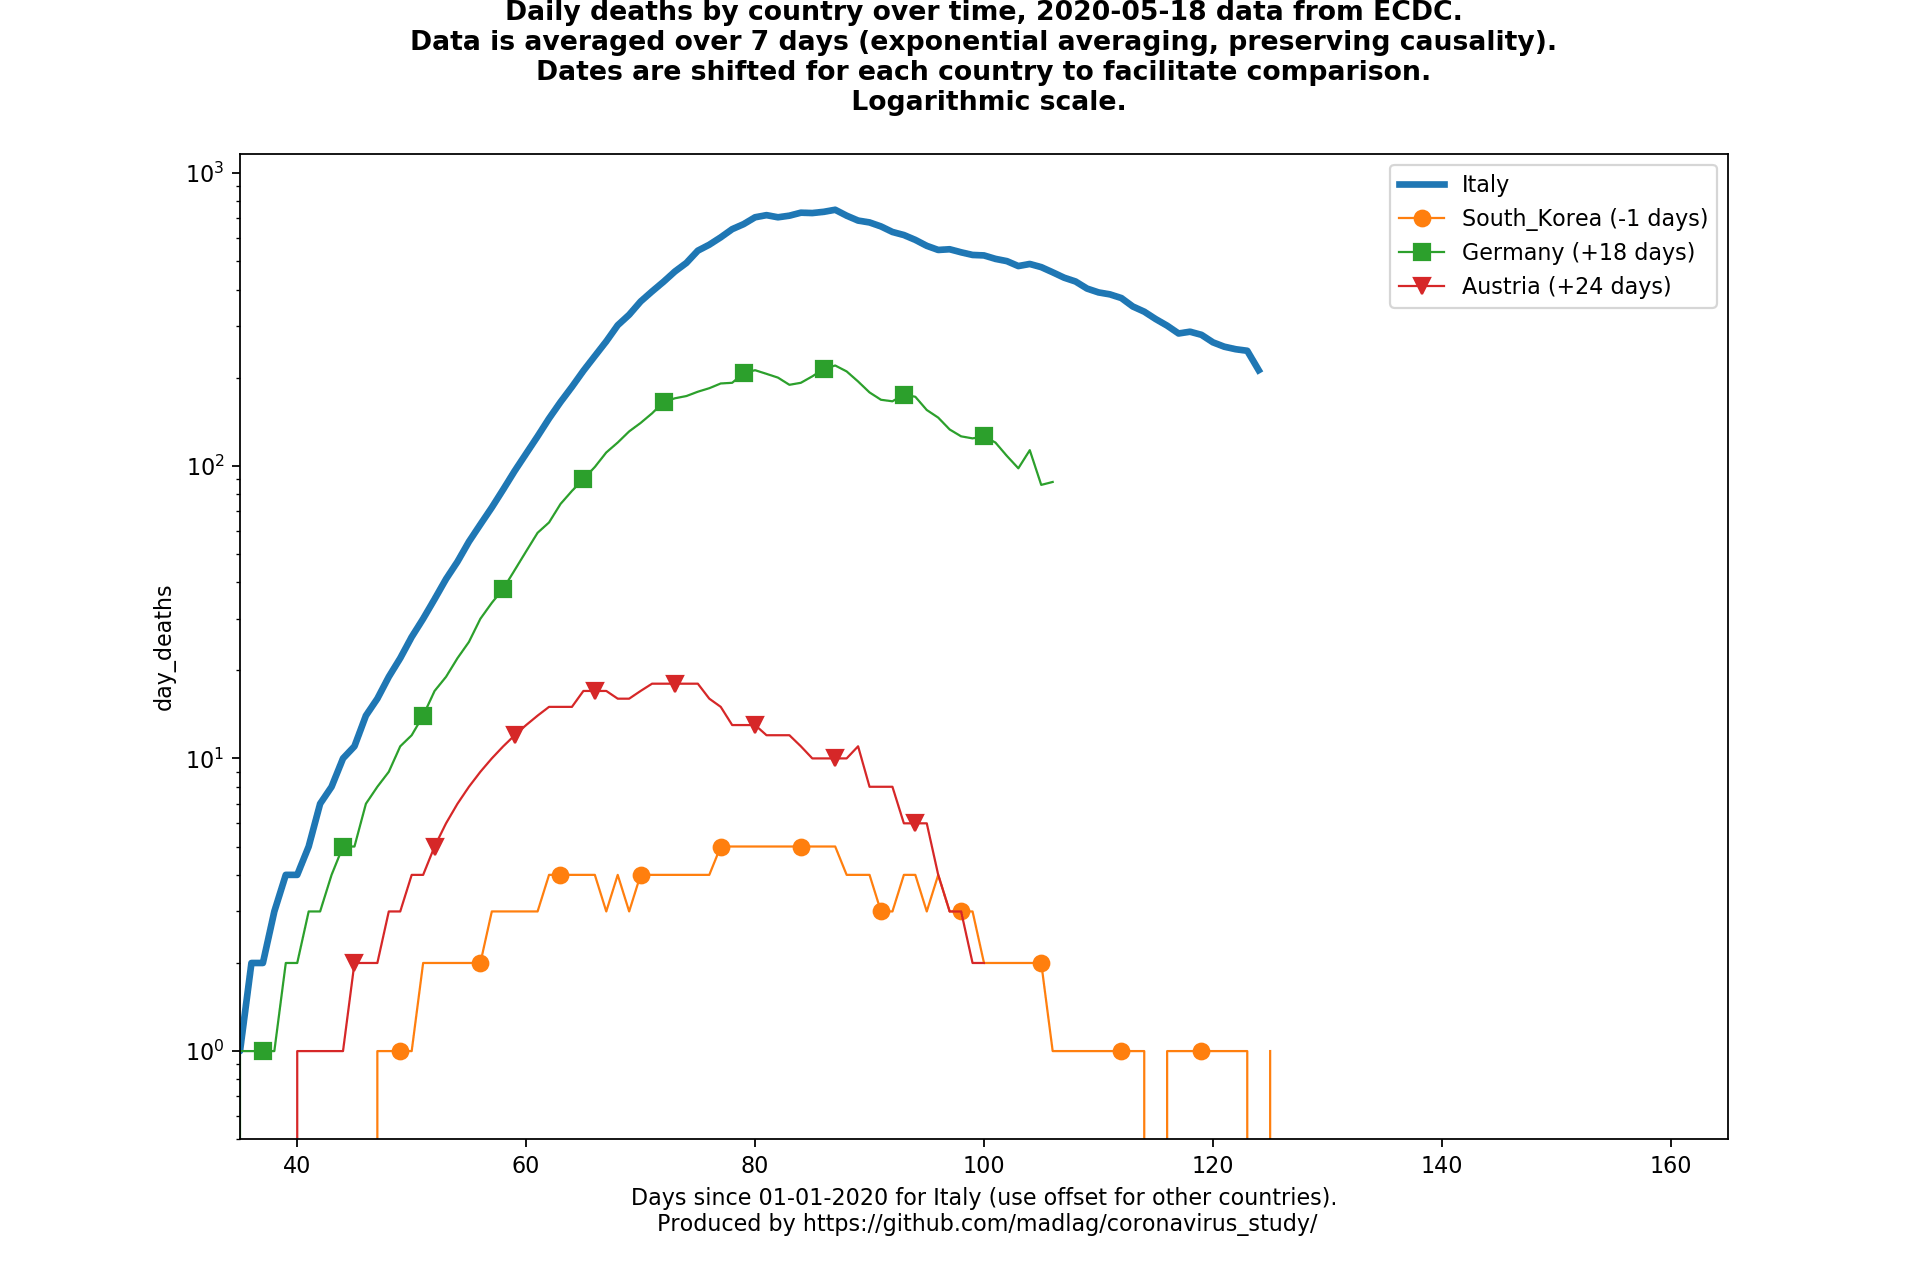 Daily deaths by country over time, 2020-05-18 data from ECDC.
Data is averaged over 7 days (exponential averaging, preserving causality).
Dates are shifted for each country to facilitate comparison.
Logarithmic scale.
10³
Italy
South_Korea (-1 days)
Germany (+18 days)
Austria (+24 days)
10²
day_deaths
10¹
10⁰
40 60 80 100 120 140 160
Days since 01-01-2020 for Italy (use offset for other countries).
Produced by https://github.com/madlag/coronavirus_study/